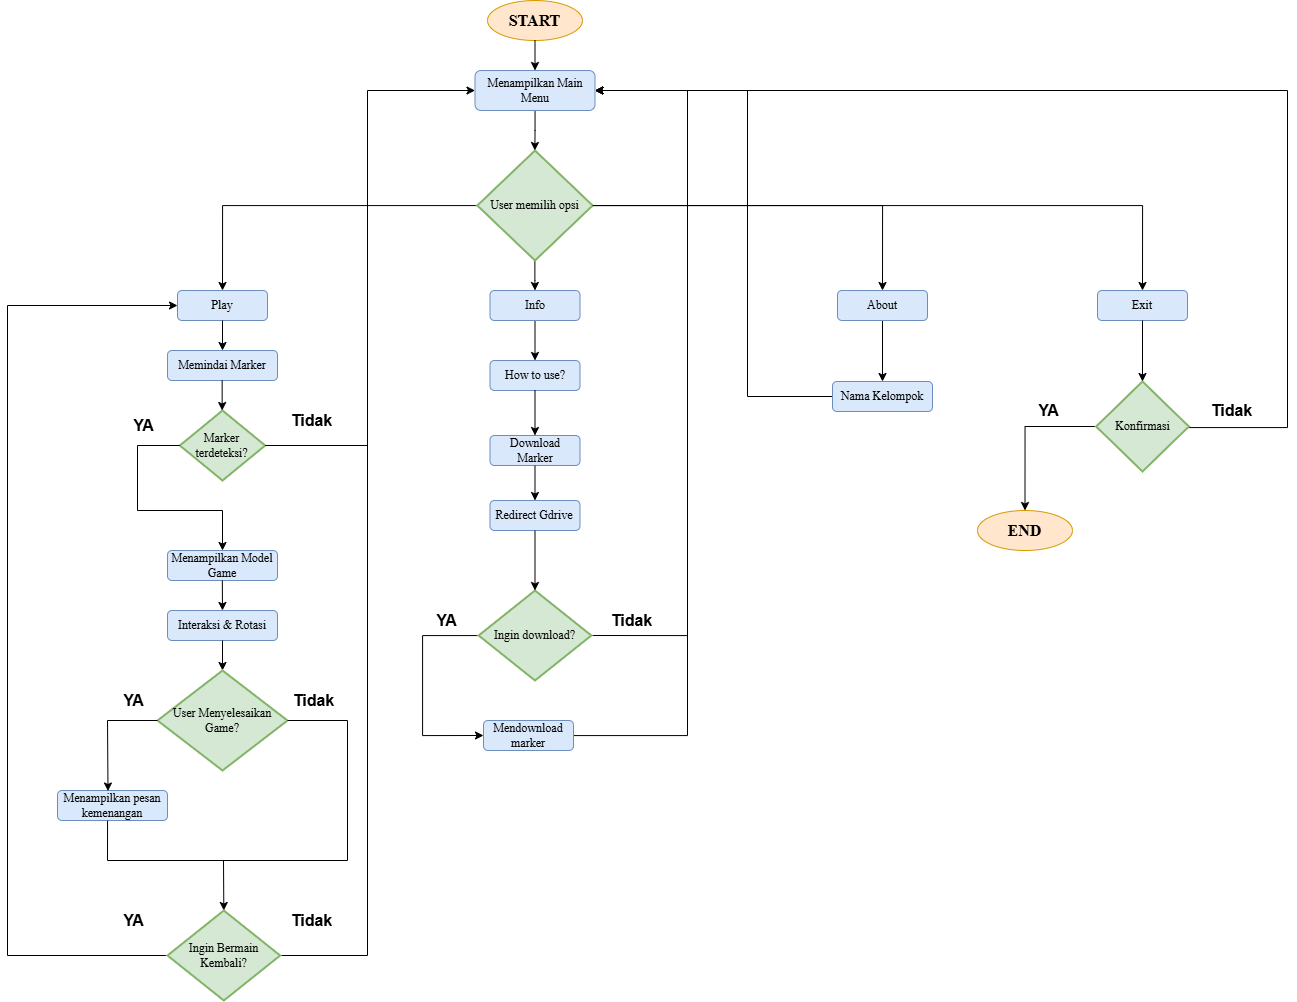 START
Menampilkan Main
Menu
User memilih opsi
Play
Info
About
Exit
Memindai Marker
How to use?
Nama Kelompok
YA
Tidak
Marker
terdeteksi?
YA
Tidak
Konfirmasi
Download
Marker
Redirect Gdrive
END
Menampilkan Model
Game
Interaksi & Rotasi
YA
Tidak
Ingin download?
YA
Tidak
User Menyelesaikan
Game?
Mendownload
marker
Menampilkan pesan
kemenangan
YA
Tidak
Ingin Bermain
Kembali?